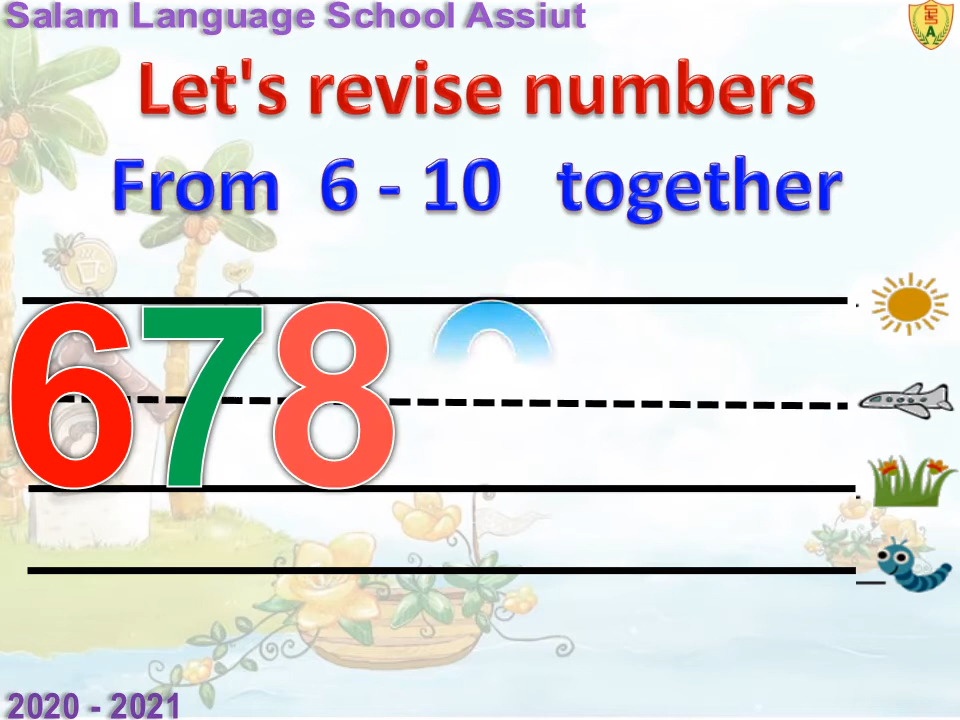 Salam Language School Assiut
Let's revise numbers
From 6 - 10 together
678
2020 - 2021